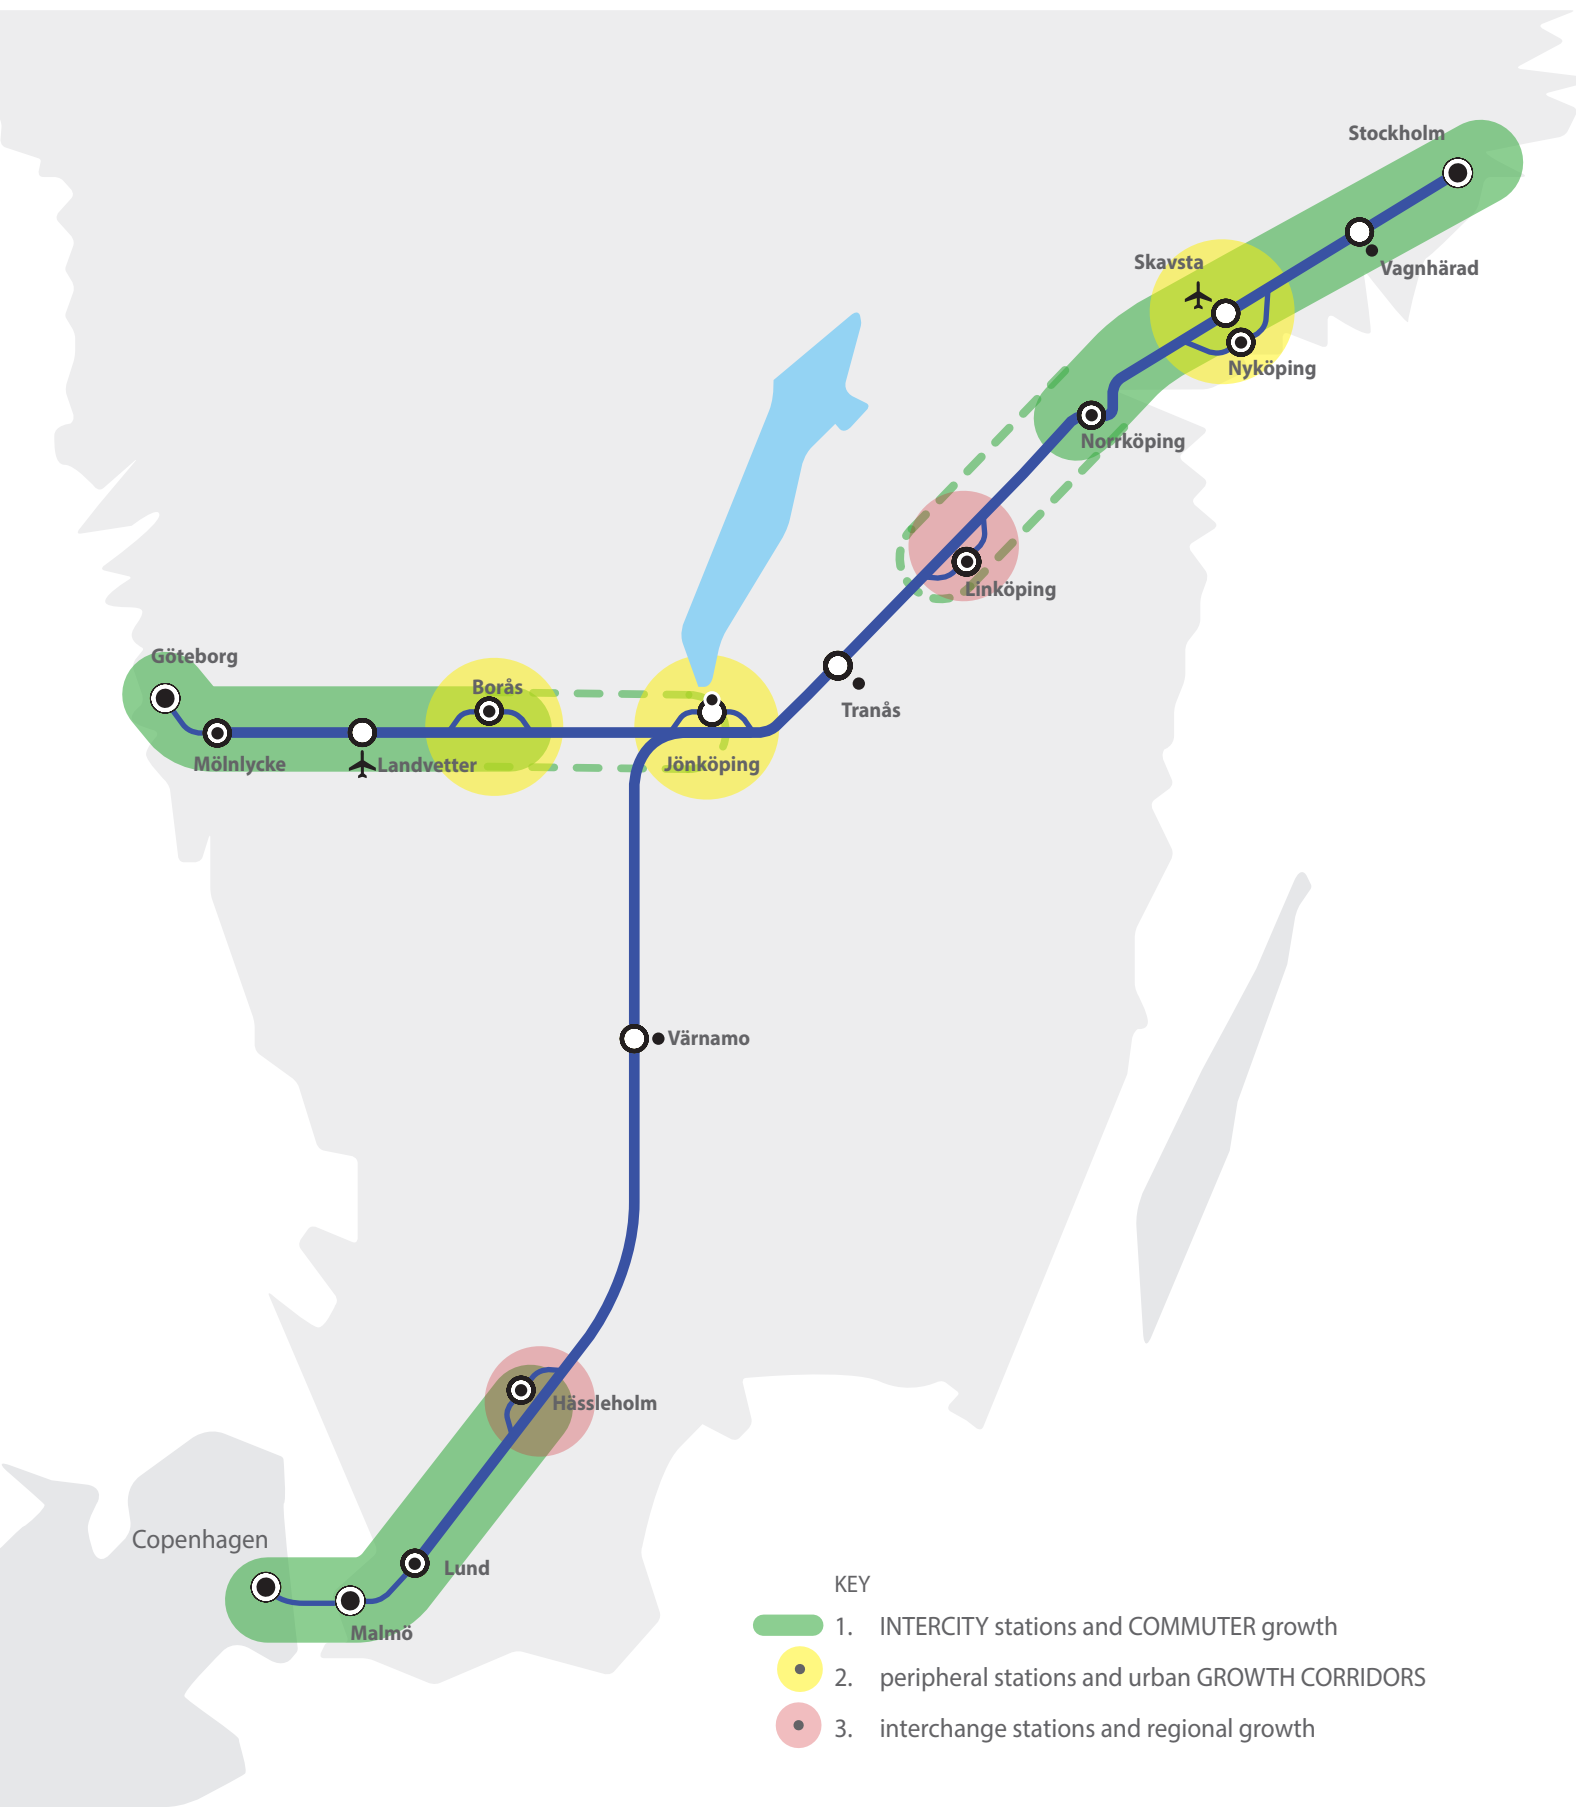 Stockholm
Skavsta
Vagnhärad
Nyköping
Norrköping
Linköping
Göteborg
Borås
Tranås
Mölnlycke
Landvetter
Jönköping
Värnamo
Hässleholm
Copenhagen
Lund
Malmö
KEY
1. INTERCITY stations and COMMUTER growth
2. peripheral stations and urban GROWTH CORRIDORS
3. interchange stations and regional growth